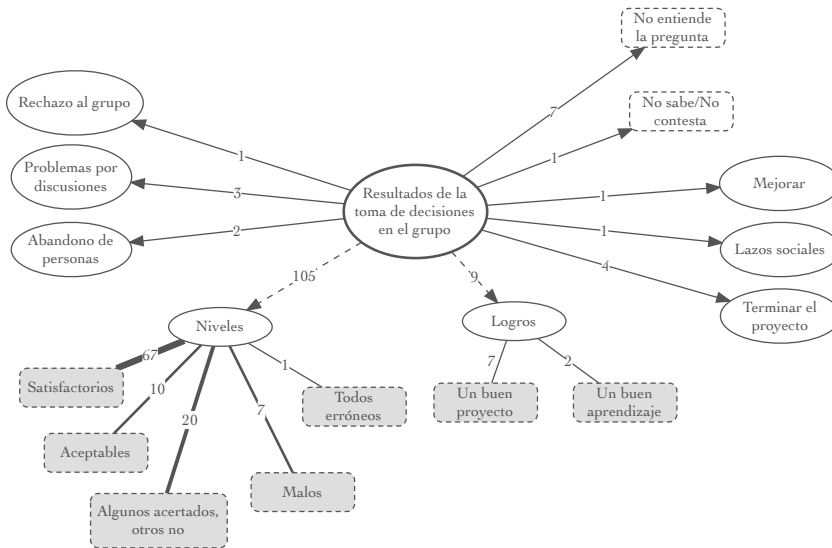 No entiende
la pregunta
7
No sabe/No
contesta
1
Rechazo al grupo
1
Problemas por
discusiones
3
Abandono de
personas
2
Resultados de la
toma de decisiones
en el grupo
Mejorar
1
Lazos sociales
1
Terminar el
proyecto
4
105
9
Niveles
Logros
67
10
20
7
1
7
2
Satisfactorios
Todos
erróneos
Un buen
proyecto
Un buen
aprendizaje
Aceptables
Malos
Algunos acertados,
otros no